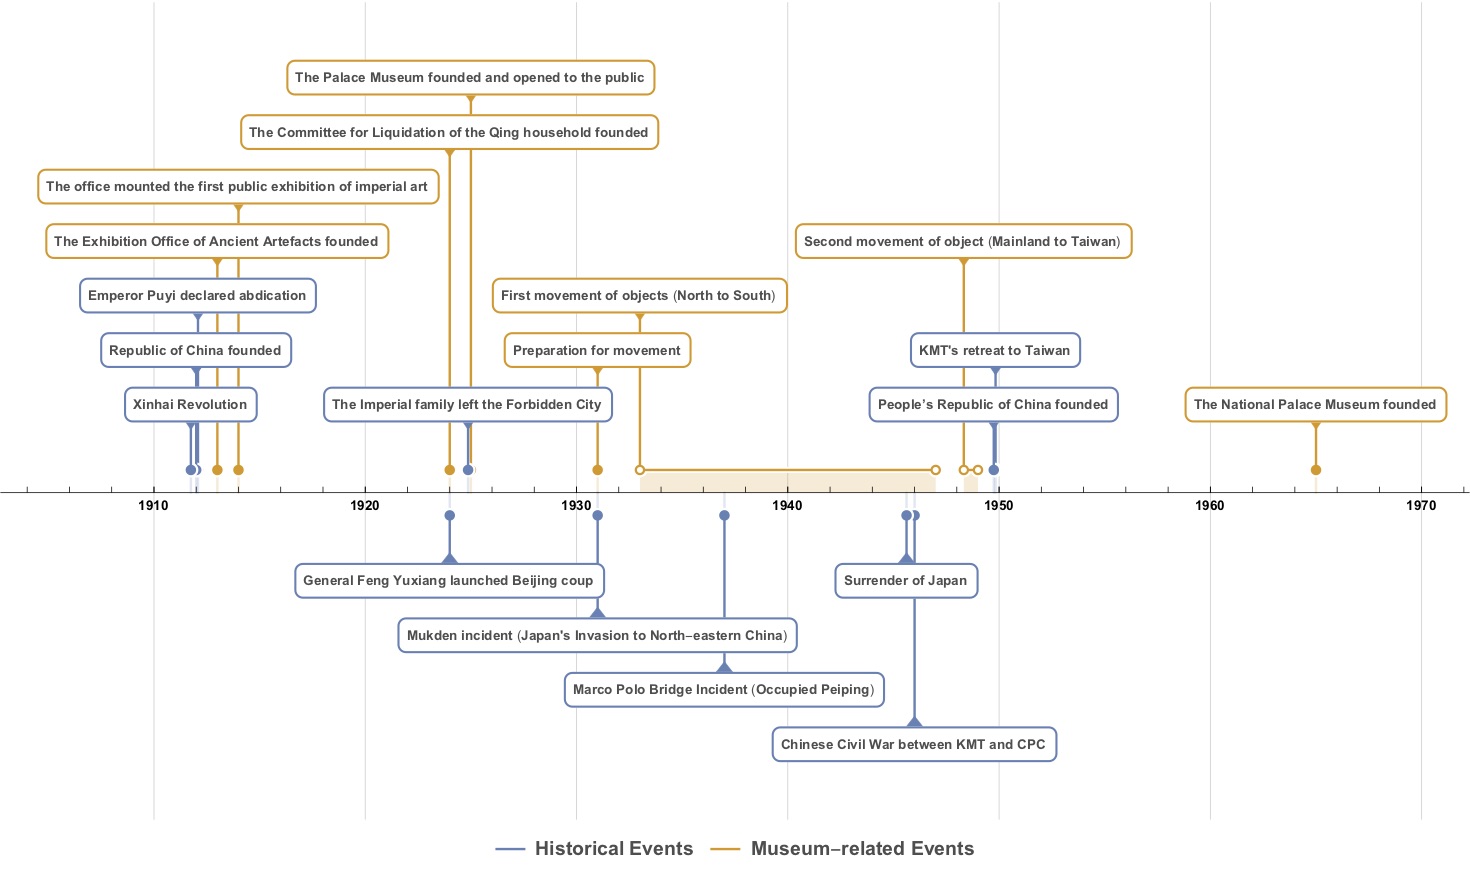 The Palace Museum founded and opened to the public
The Committee for Liquidation of the Qing household founded
The office mounted the first public exhibition of imperial art
The Exhibition Office of Ancient Artefacts founded
Second movement of object (Mainland to Taiwan)
Emperor Puyi declared abdication
First movement of objects (North to South)
Republic of China founded
Preparation for movement
KMT's retreat to Taiwan
Xinhai Revolution
The Imperial family left the Forbidden City
People’s Republic of China founded
The National Palace Museum founded
1910 1920 1930 1940 1950 1960 1970
General Feng Yuxiang launched Beijing coup
Surrender of Japan
Mukden incident (Japan's Invasion to North–eastern China)
Marco Polo Bridge Incident (Occupied Peiping)
Chinese Civil War between KMT and CPC
Historical Events Museum–related Events